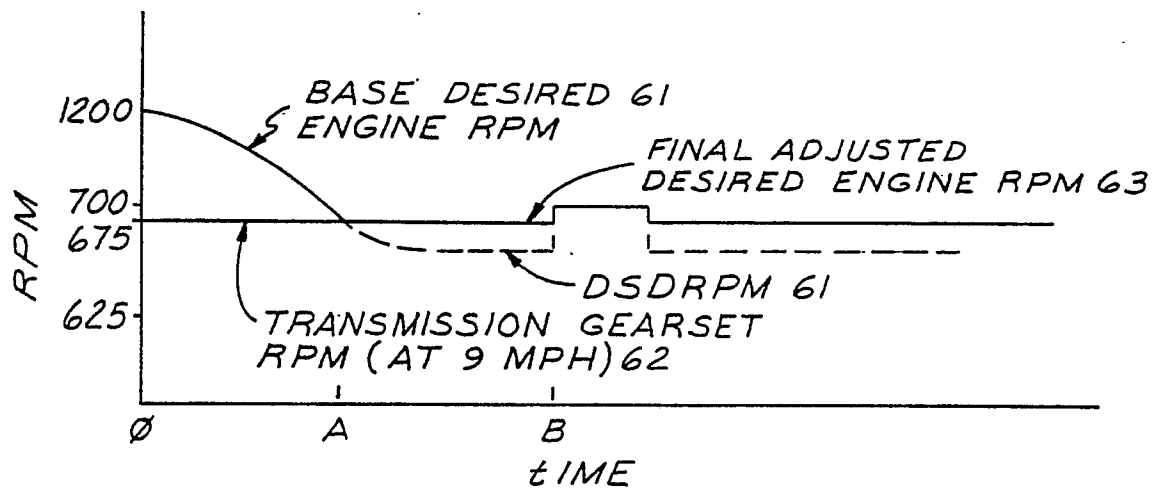 BASE DESIRED 61
ENGINE RPM
1200
FINAL ADJUSTED
DESIRED ENGINE RPM 63
700
675
RPM
DSDRPM 61
625
TRANSMISSION GEARSET
RPM (AT 9 MPH) 62
Ø
A
B
tIME